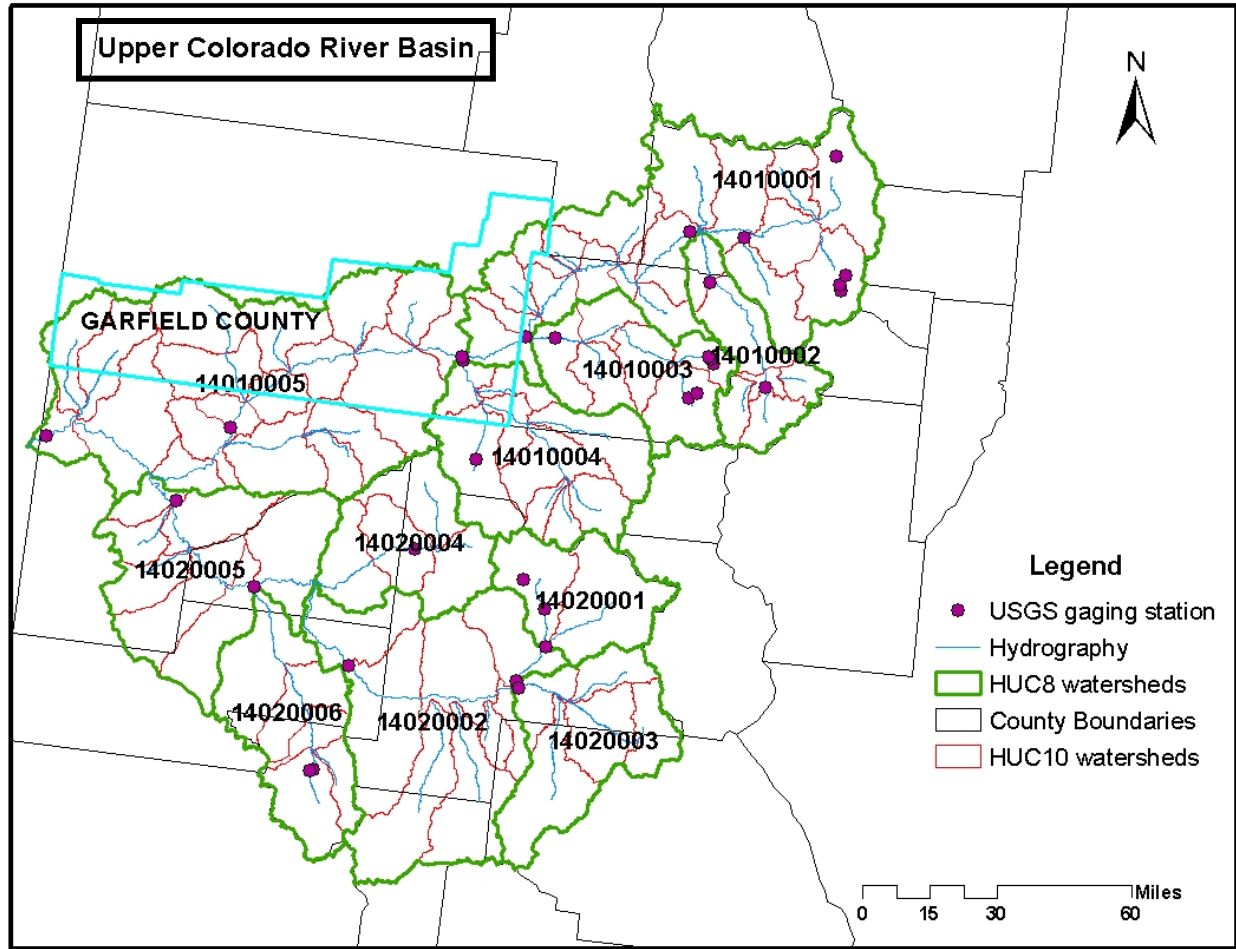 Upper Colorado River Basin
N
14010001
GARFIELD COUNTY
14010002
14010003
14010005
14010004
14020004
14020005
14020001
14020006
14020002
14020003
Legend
USGS gaging station
Hydrography
HUC8 watersheds
County Boundaries
HUC10 watersheds
Miles
0 15 30 60